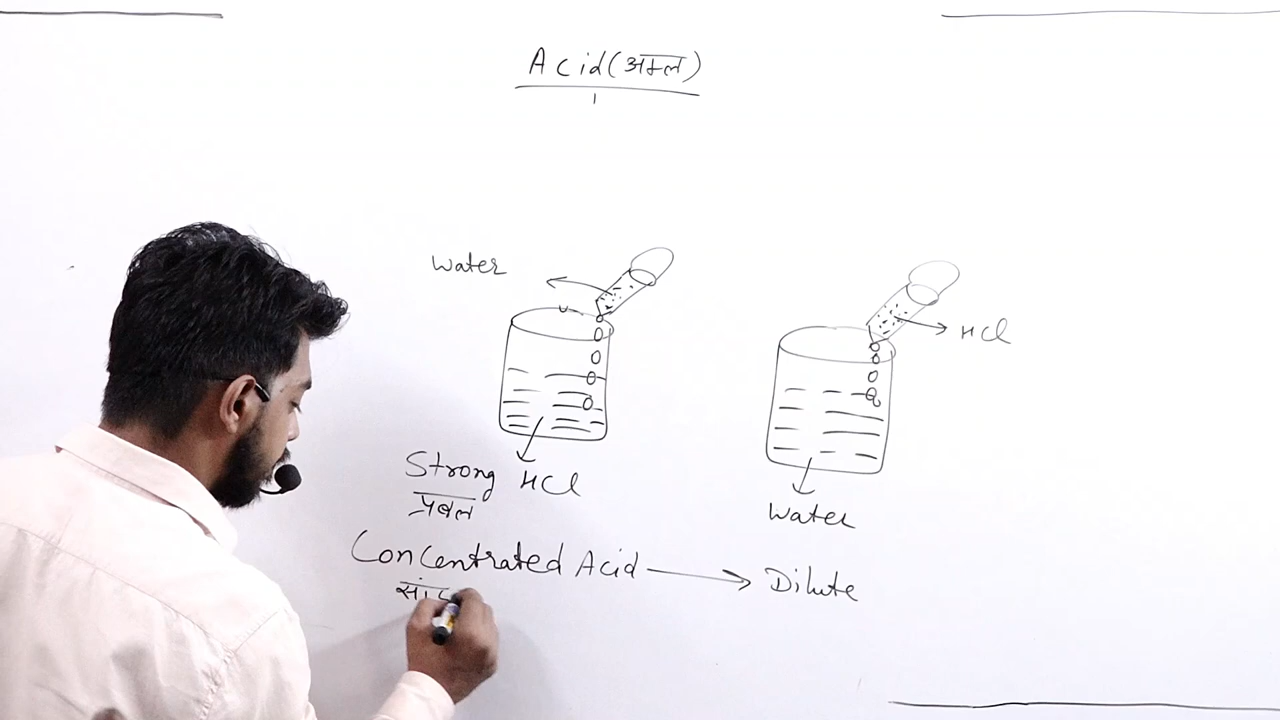 Acid (अम्ल)
Water
HCl
Strong HCl
प्रबल
Water
Concentrated Acid → Dilute